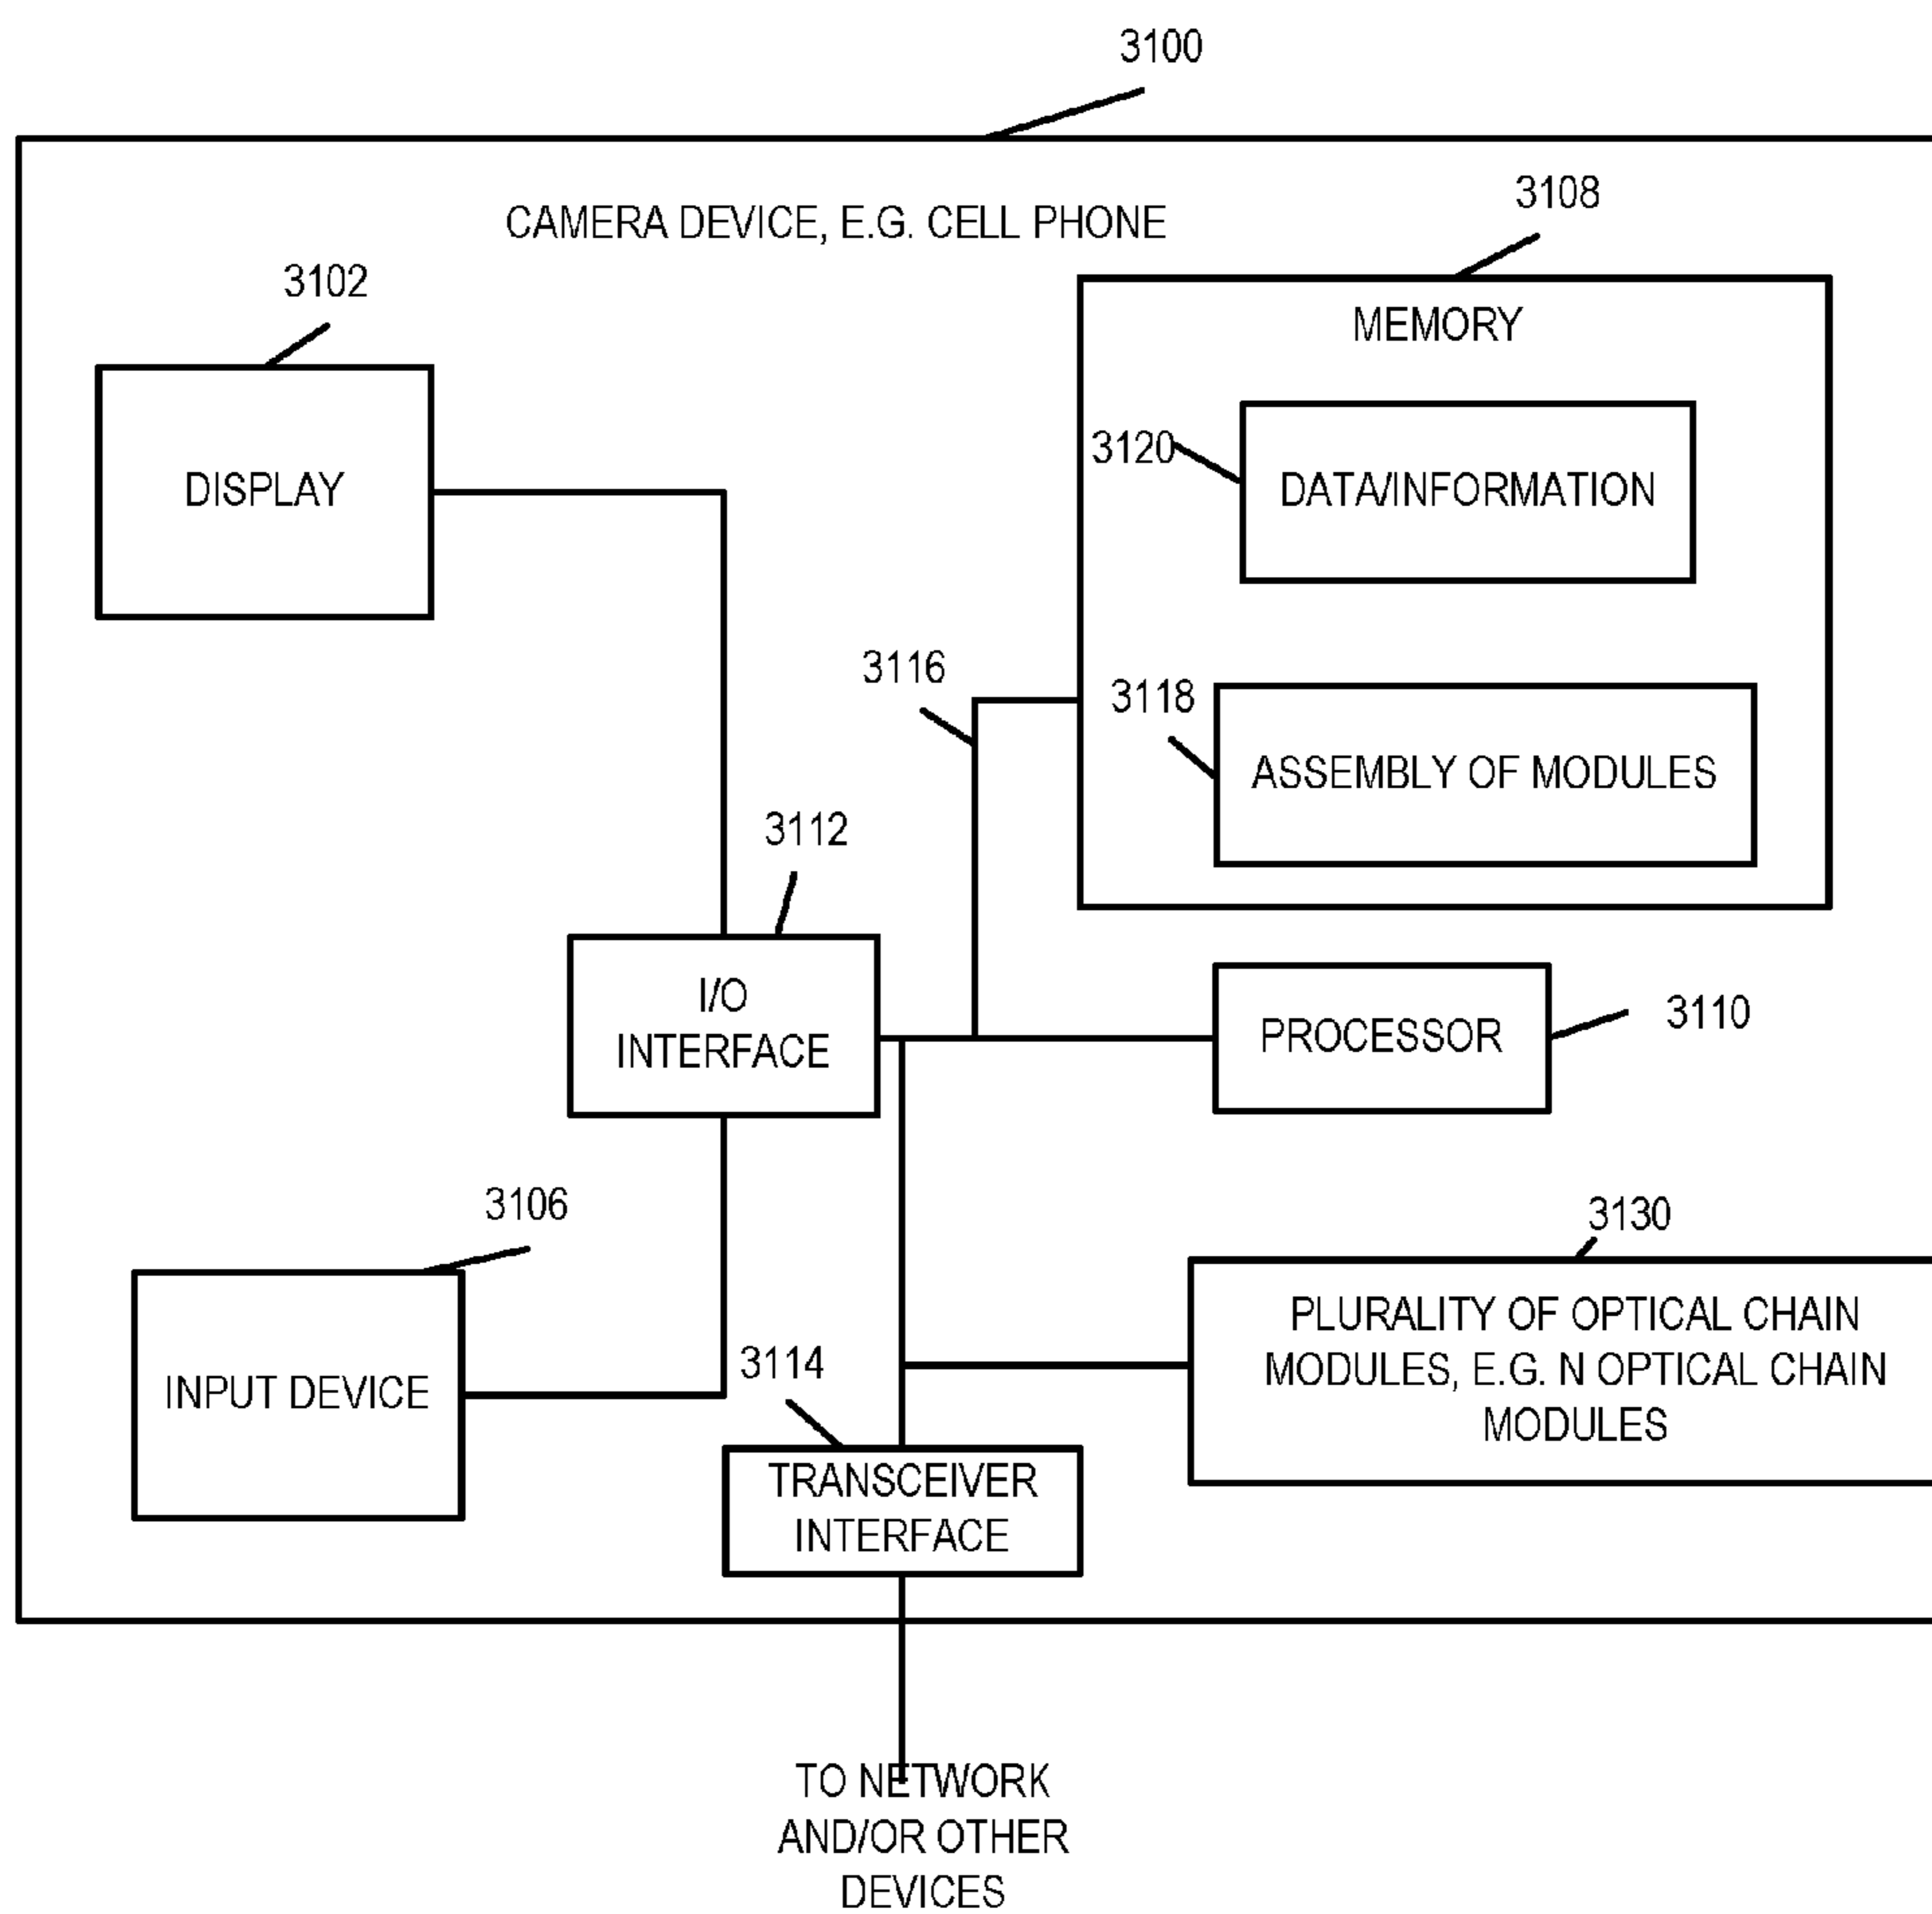 3100
CAMERA DEVICE, E.G. CELL PHONE
3108
3102
MEMORY
3120
DISPLAY
DATA/INFORMATION
3116
3118
ASSEMBLY OF MODULES
3112
I/O
INTERFACE
PROCESSOR
3110
3106
3130
INPUT DEVICE
3114
PLURALITY OF OPTICAL CHAIN
MODULES, E.G. N OPTICAL CHAIN
MODULES
TRANSCEIVER
INTERFACE
TO NETWORK
AND/OR OTHER
DEVICES